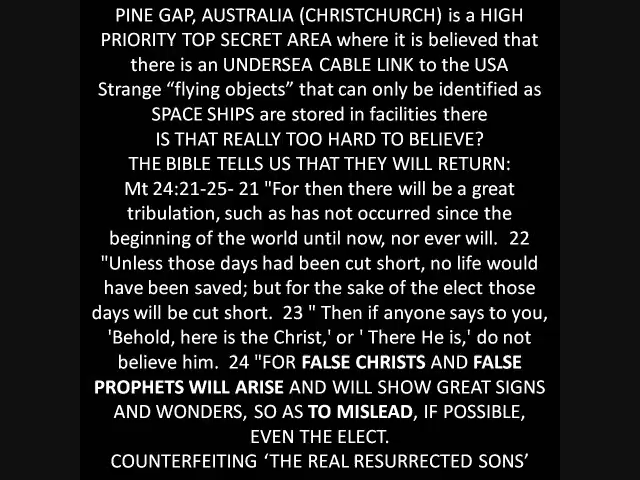 PINE GAP, AUSTRALIA (CHRISTCHURCH) is a HIGH
PRIORITY TOP SECRET AREA where it is believed that
there is an UNDERSEA CABLE LINK to the USA
Strange “flying objects” that can only be identified as
SPACE SHIPS are stored in facilities there
IS THAT REALLY TOO HARD TO BELIEVE?
THE BIBLE TELLS US THAT THEY WILL RETURN:
Mt 24:21-25- 21 "For then there will be a great
tribulation, such as has not occurred since the
beginning of the world until now, nor ever will.  22
"Unless those days had been cut short, no life would
have been saved; but for the sake of the elect those
days will be cut short.  23 " Then if anyone says to you,
'Behold, here is the Christ,' or ' There He is,' do not
believe him.  24 "FOR FALSE CHRISTS AND FALSE
PROPHETS WILL ARISE AND WILL SHOW GREAT SIGNS
AND WONDERS, SO AS TO MISLEAD, IF POSSIBLE,
EVEN THE ELECT.
COUNTERFEITING ‘THE REAL RESURRECTED SONS’